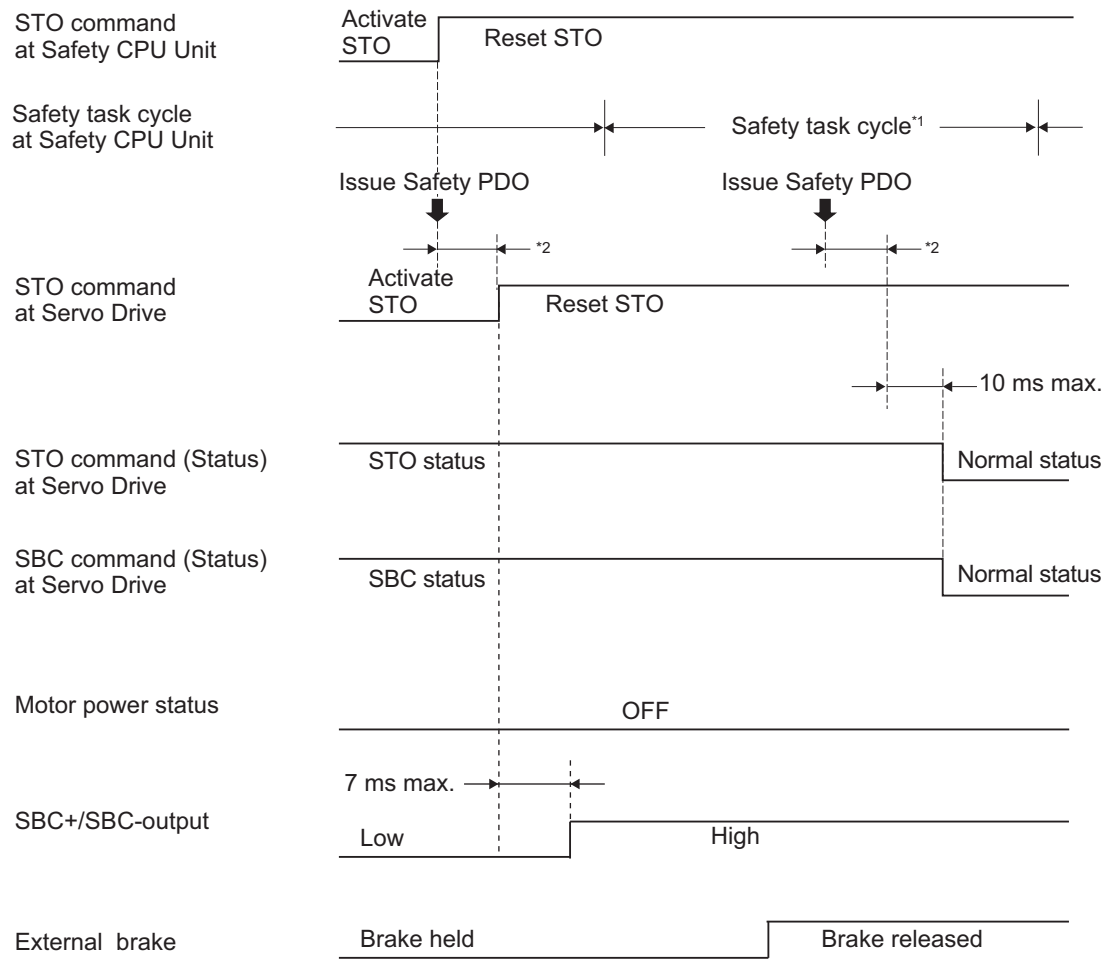 STO command
at Safety CPU Unit
Activate
STO
Reset STO
Safety task cycle
at Safety CPU Unit
Safety task cycle*1
Issue Safety PDO
Issue Safety PDO
*2
*2
STO command
at Servo Drive
Activate
STO
Reset STO
10 ms max.
STO command (Status)
at Servo Drive
STO status
Normal status
SBC command (Status)
at Servo Drive
SBC status
Normal status
Motor power status
OFF
7 ms max.
SBC+/SBC-output
Low
High
External brake
Brake held
Brake released